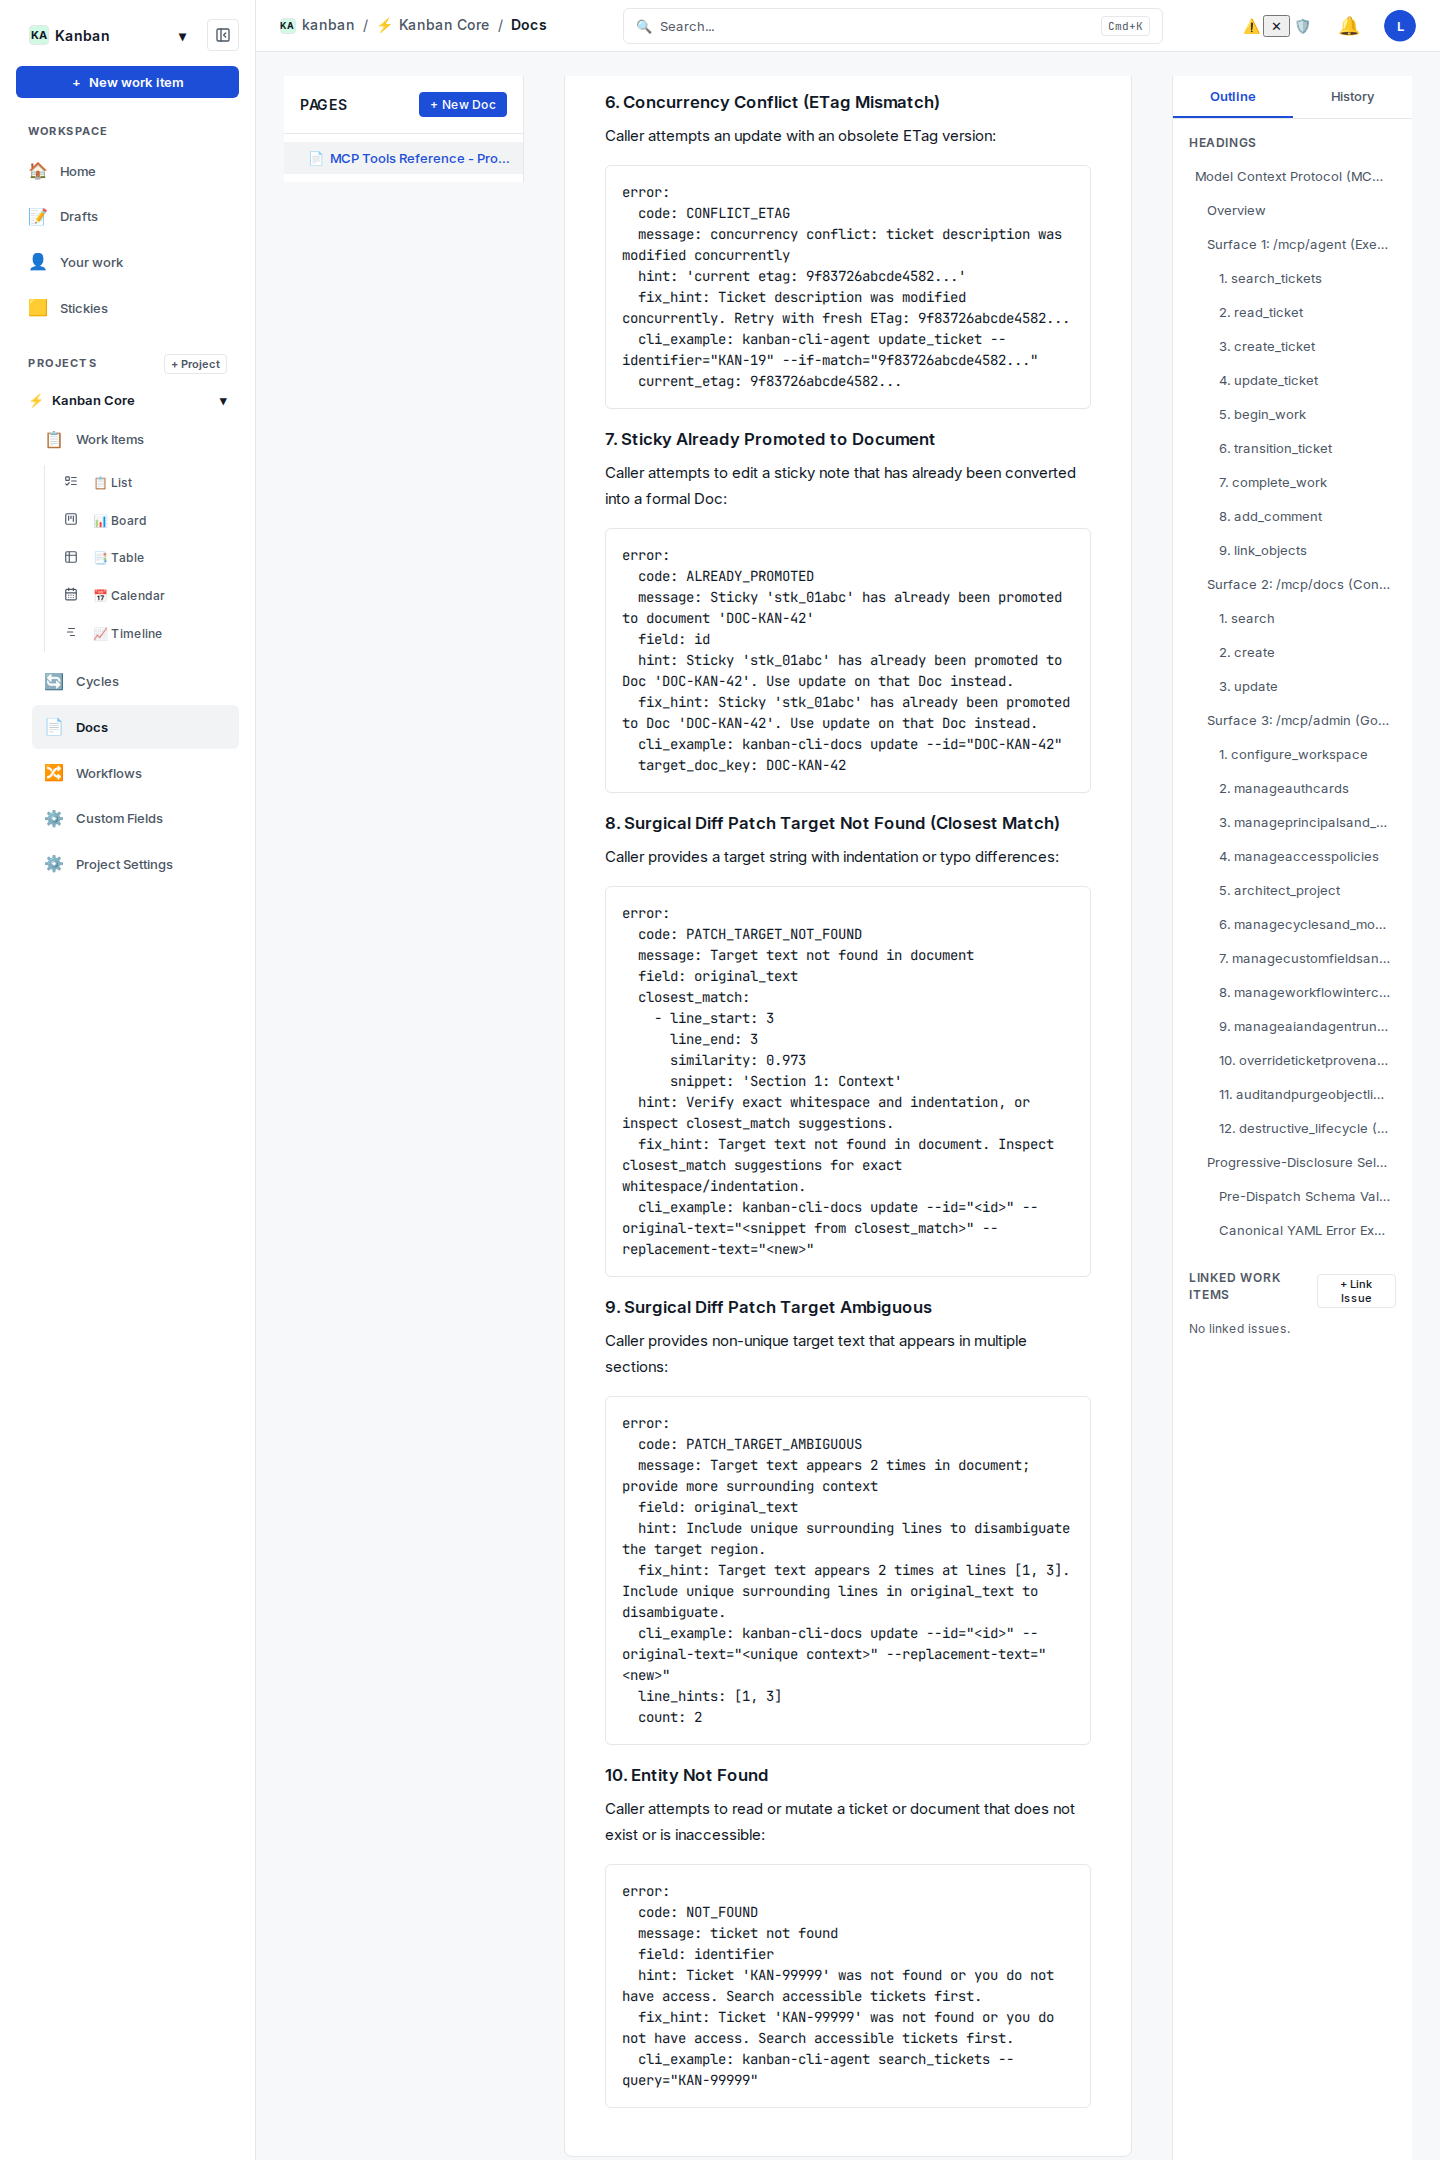 KA Kanban ▾
+ New work item
WORKSPACE
Home
Drafts
Your work
Stickies
PROJECTS
+ Project
Kanban Core ▾
Work Items
List
Board
Table
Calendar
Timeline
Cycles
Docs
Workflows
Custom Fields
Project Settings
KA kanban / Kanban Core / Docs
Search...
Cmd+K
✕
L
PAGES
+ New Doc
MCP Tools Reference - Pro...
6. Concurrency Conflict (ETag Mismatch)
Caller attempts an update with an obsolete ETag version:
error:
code: CONFLICT_ETAG
message: concurrency conflict: ticket description was
modified concurrently
hint: 'current etag: 9f83726abcde4582...'
fix_hint: Ticket description was modified
concurrently. Retry with fresh ETag: 9f83726abcde4582...
cli_example: kanban-cli-agent update_ticket --
identifier="KAN-19" --if-match="9f83726abcde4582..."
current_etag: 9f83726abcde4582...
7. Sticky Already Promoted to Document
Caller attempts to edit a sticky note that has already been converted
into a formal Doc:
error:
code: ALREADY_PROMOTED
message: Sticky 'stk_01abc' has already been promoted
to document 'DOC-KAN-42'
field: id
hint: Sticky 'stk_01abc' has already been promoted to
Doc 'DOC-KAN-42'. Use update on that Doc instead.
fix_hint: Sticky 'stk_01abc' has already been promoted
to Doc 'DOC-KAN-42'. Use update on that Doc instead.
cli_example: kanban-cli-docs update --id="DOC-KAN-42"
target_doc_key: DOC-KAN-42
8. Surgical Diff Patch Target Not Found (Closest Match)
Caller provides a target string with indentation or typo differences:
error:
code: PATCH_TARGET_NOT_FOUND
message: Target text not found in document
field: original_text
closest_match:
- line_start: 3
line_end: 3
similarity: 0.973
snippet: 'Section 1: Context'
hint: Verify exact whitespace and indentation, or
inspect closest_match suggestions.
fix_hint: Target text not found in document. Inspect
closest_match suggestions for exact
whitespace/indentation.
cli_example: kanban-cli-docs update --id="<id>" --
original-text="<snippet from closest_match>" --
replacement-text="<new>"
9. Surgical Diff Patch Target Ambiguous
Caller provides non-unique target text that appears in multiple
sections:
error:
code: PATCH_TARGET_AMBIGUOUS
message: Target text appears 2 times in document;
provide more surrounding context
field: original_text
hint: Include unique surrounding lines to disambiguate
the target region.
fix_hint: Target text appears 2 times at lines [1, 3].
Include unique surrounding lines in original_text to
disambiguate.
cli_example: kanban-cli-docs update --id="<id>" --
original-text="<unique context>" --replacement-text="
<new>"
line_hints: [1, 3]
count: 2
10. Entity Not Found
Caller attempts to read or mutate a ticket or document that does not
exist or is inaccessible:
error:
code: NOT_FOUND
message: ticket not found
field: identifier
hint: Ticket 'KAN-99999' was not found or you do not
have access. Search accessible tickets first.
fix_hint: Ticket 'KAN-99999' was not found or you do
not have access. Search accessible tickets first.
cli_example: kanban-cli-agent search_tickets --
query="KAN-99999"
Outline
History
HEADINGS
Model Context Protocol (MC...
Overview
Surface 1: /mcp/agent (Exe...
1. search_tickets
2. read_ticket
3. create_ticket
4. update_ticket
5. begin_work
6. transition_ticket
7. complete_work
8. add_comment
9. link_objects
Surface 2: /mcp/docs (Con...
1. search
2. create
3. update
Surface 3: /mcp/admin (Go...
1. configure_workspace
2. manageauthcards
3. manageprincipalsand_...
4. manageaccesspolicies
5. architect_project
6. managecyclesand_mo...
7. managecustomfieldsan...
8. manageworkflowinterc...
9. manageaiandagentrun...
10. overrideticketprovena...
11. auditandpurgeobjectli...
12. destructive_lifecycle (...
Progressive-Disclosure Sel...
Pre-Dispatch Schema Val...
Canonical YAML Error Ex...
LINKED WORK
ITEMS
+ Link
Issue
No linked issues.